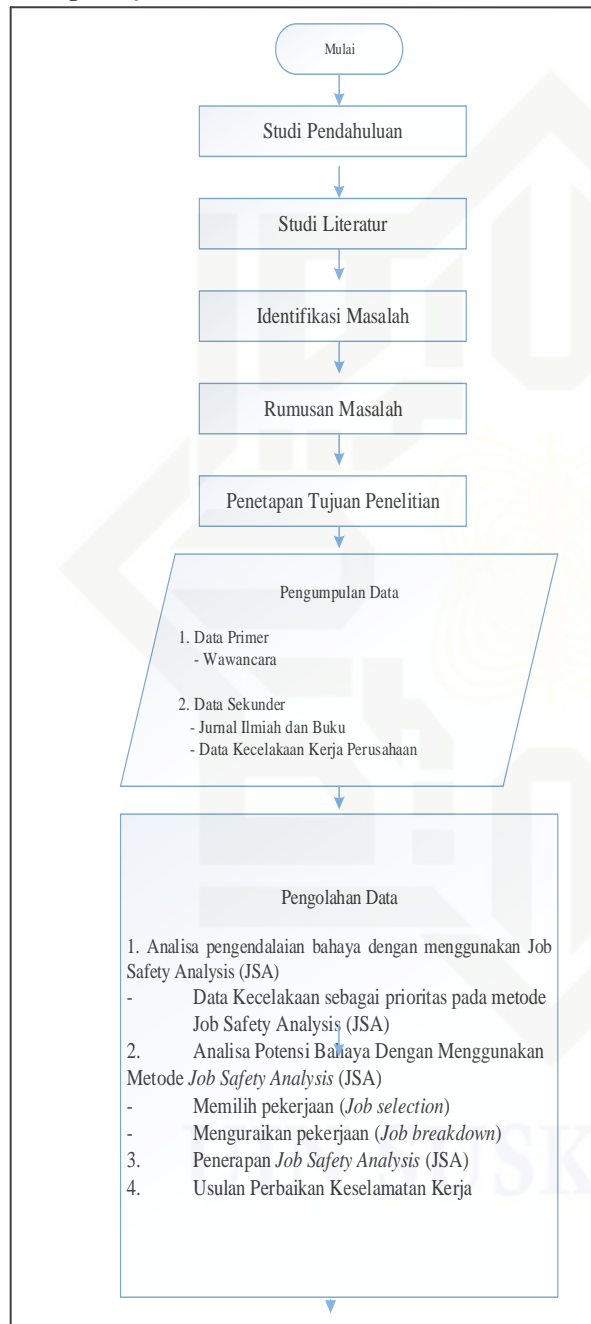 Mulai
Studi Pendahuluan
Studi Literatur
Identifikasi Masalah
Rumusan Masalah
Penetapan Tujuan Penelitian
Pengumpulan Data
1. Data Primer
- Wawancara
2. Data Sekunder
- Jurnal Ilmiah dan Buku
- Data Kecelakaan Kerja Perusahaan
Pengolahan Data
1. Analisa pengendalaian bahaya dengan menggunakan Job
Safety Analysis (JSA)
- Data Kecelakaan sebagai prioritas pada metode
Job Safety Analysis (JSA)
2. Analisa Potensi Bahaya Dengan Menggunakan
Metode Job Safety Analysis (JSA)
- Memilih pekerjaan (Job selection)
- Menguraikan pekerjaan (Job breakdown)
3. Penerapan Job Safety Analysis (JSA)
4. Usulan Perbaikan Keselamatan Kerja